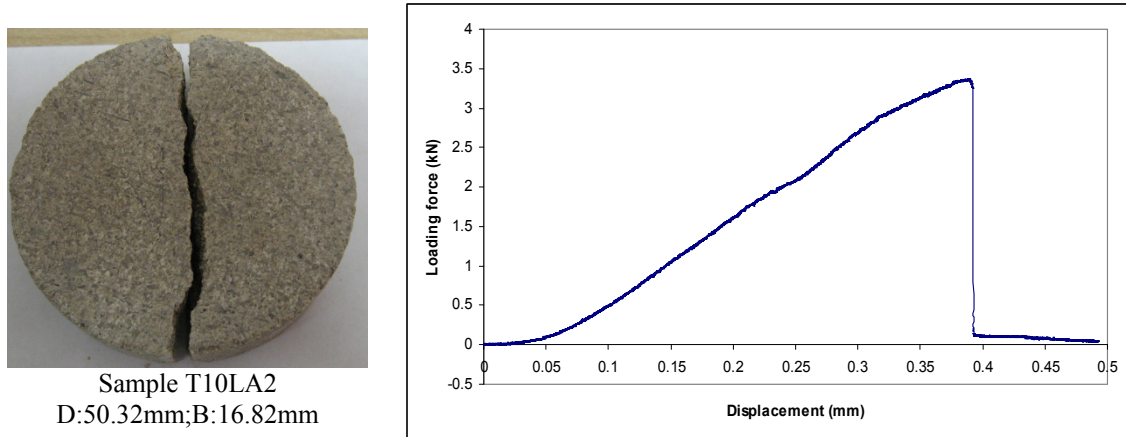 Sample T10LA2
D:50.32mm;B:16.82mm
4
3.5
3
2.5
2
1.5
1
0.5
0
-0.5
Loading force (kN)
0 0.05 0.1 0.15 0.2 0.25 0.3 0.35 0.4 0.45 0.5
Displacement (mm)